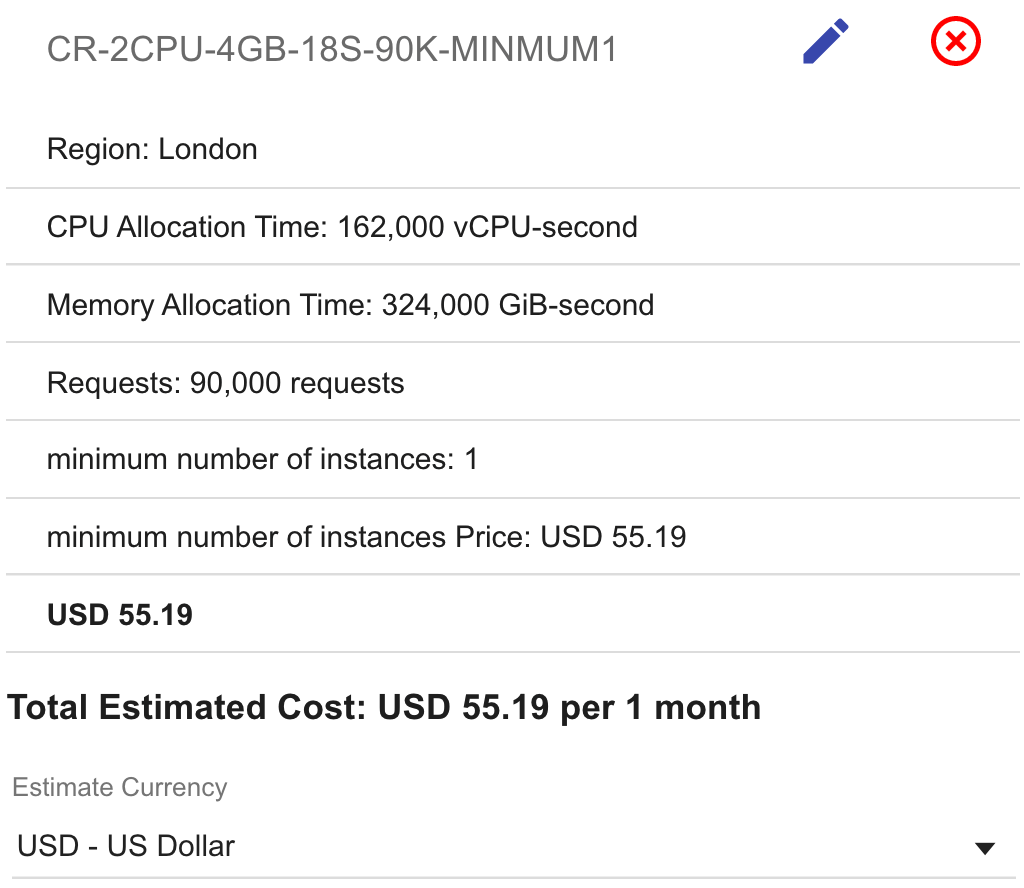 CR-2CPU-4GB-18S-90K-MINMUM1
Region: London
CPU Allocation Time: 162,000 vCPU-second
Memory Allocation Time: 324,000 GiB-second
Requests: 90,000 requests
minimum number of instances: 1
minimum number of instances Price: USD 55.19
USD 55.19
Total Estimated Cost: USD 55.19 per 1 month
Estimate Currency
USD - US Dollar